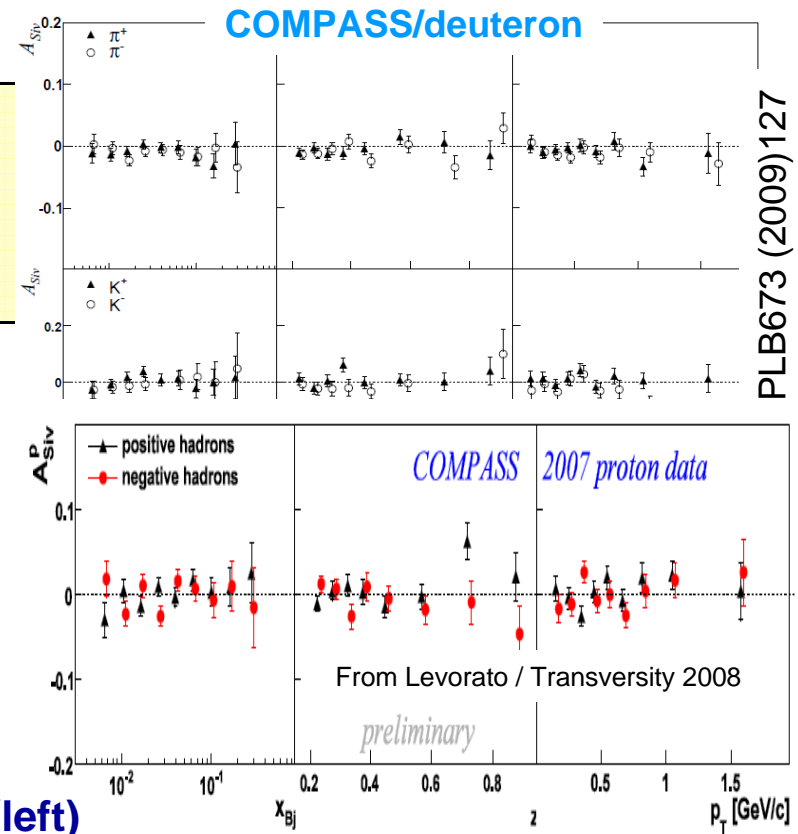 COMPASS/deuteron
A_Siv
0.2
0.1
0
-0.1
π+
π-
A_Siv
0.2
0
K+
K-
PLB673 (2009)127
A^p_Siv
0.1
0
-0.1
-0.2
positive hadrons
negative hadrons
COMPASS 2007 proton data
From Levorato / Transversity 2008
preliminary
10^-2 10^-1 0.2 0.4 0.6 0.8 0.5 1 1.5
x_Bj z p_T [GeV/c]
left)